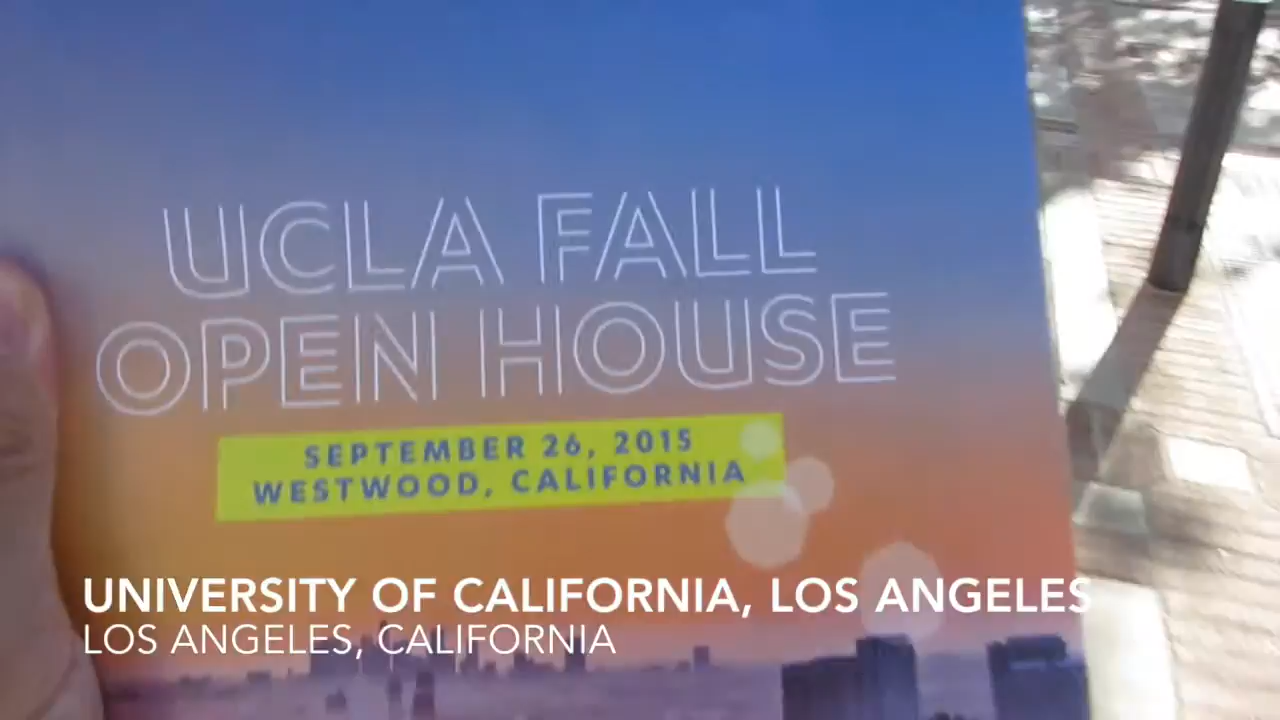 UCLA FALL
OPEN HOUSE
SEPTEMBER 26, 2015
WESTWOOD, CALIFORNIA
UNIVERSITY OF CALIFORNIA, LOS ANGELES
LOS ANGELES, CALIFORNIA